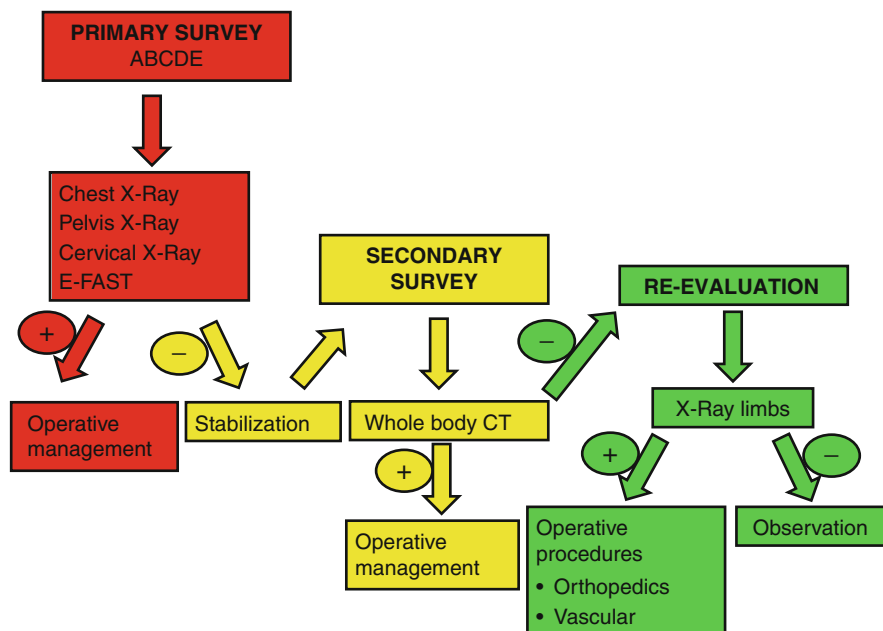 PRIMARY SURVEY
ABCDE
Chest X-Ray
Pelvis X-Ray
Cervical X-Ray
E-FAST
+
−
Operative
management
Stabilization
SECONDARY
SURVEY
Whole body CT
+
Operative
management
−
RE-EVALUATION
X-Ray limbs
+
−
Operative
procedures
• Orthopedics
• Vascular
Observation